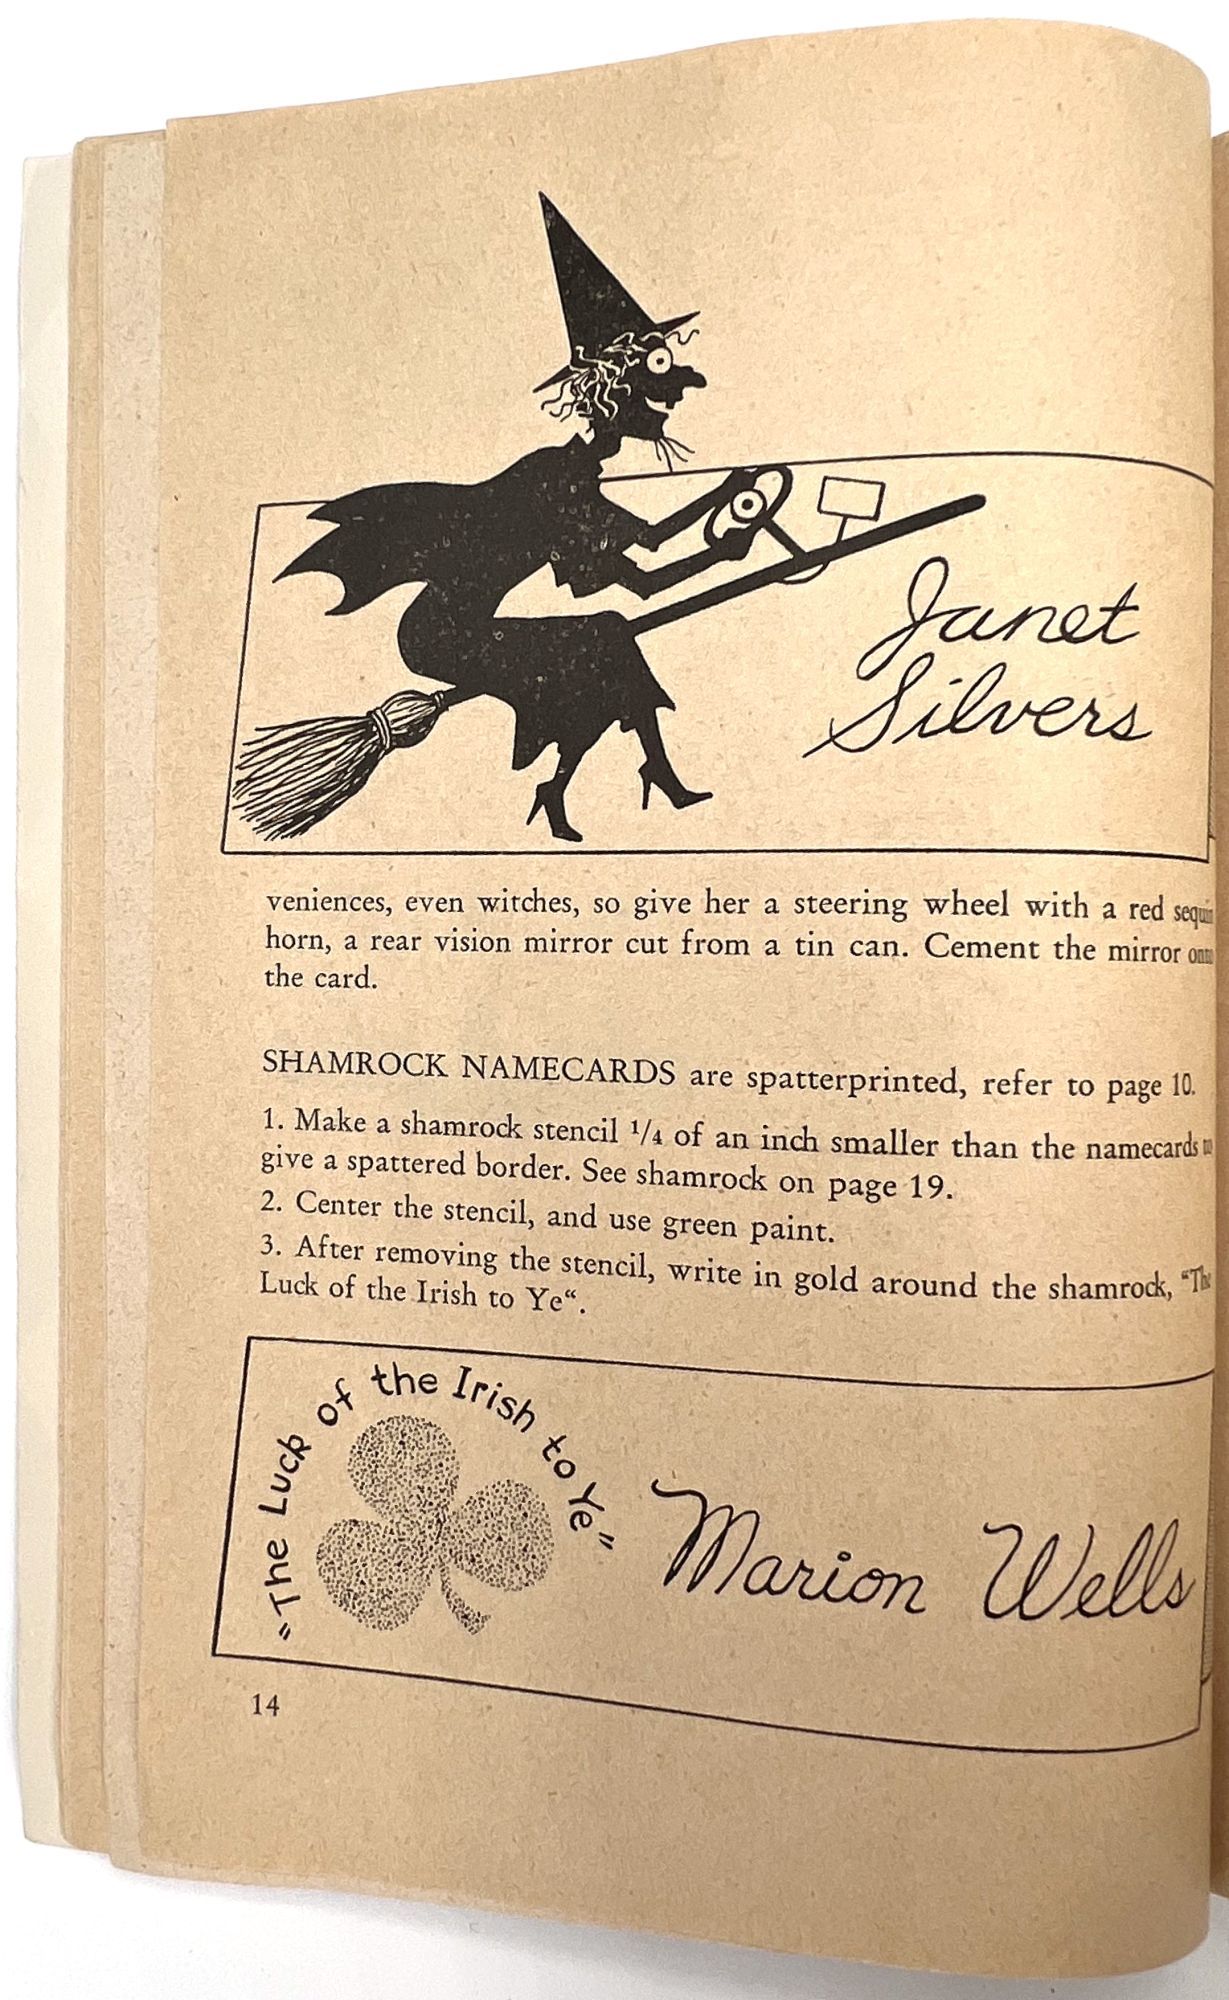 Janet
Silvers
veniences, even witches, so give her a steering wheel with a red sequin
horn, a rear vision mirror cut from a tin can. Cement the mirror onto
the card.
SHAMROCK NAMECARDS are spatterprinted, refer to page 10.
1. Make a shamrock stencil 1/4 of an inch smaller than the namecards to
give a spattered border. See shamrock on page 19.
2. Center the stencil, and use green paint.
3. After removing the stencil, write in gold around the shamrock, “The
Luck of the Irish to Ye“.
"The Luck of the Irish to Ye"
Marion Wells
14